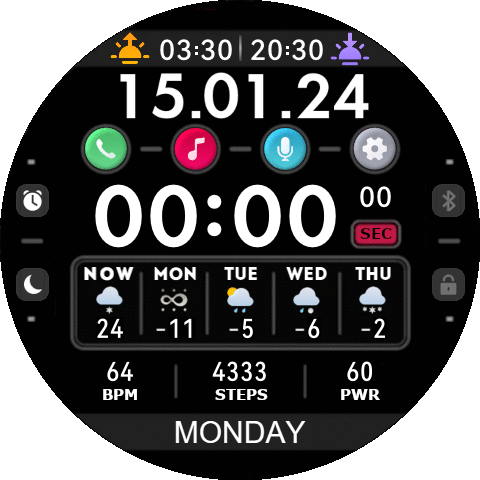 03:30 20:30
15.01.24
00:00 00
SEC
NOW MON TUE WED THU
24 -11 -5 -6 -2
64 4333 60
BPM STEPS PWR
MONDAY